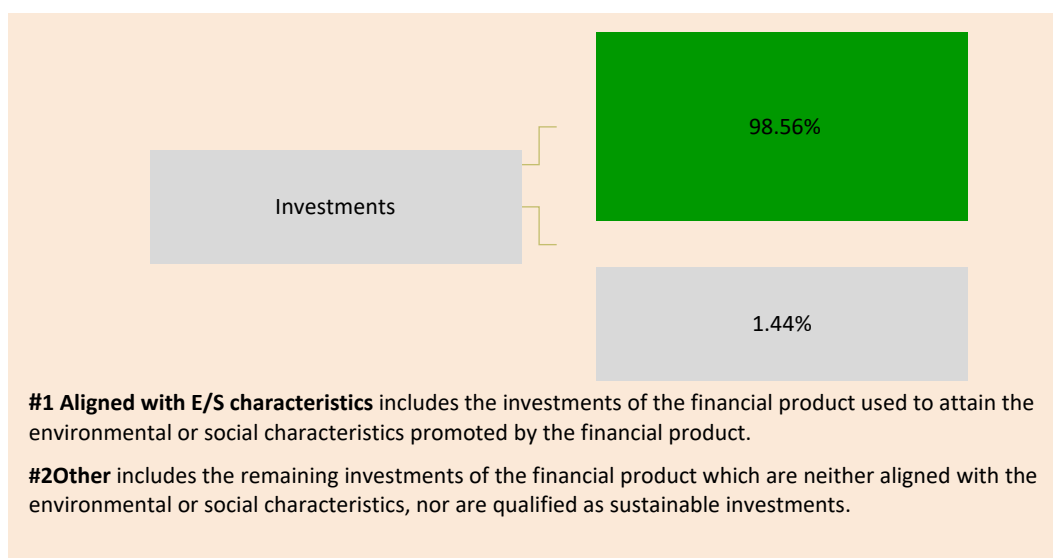 98.56%
Investments
1.44%
#1 Aligned with E/S characteristics includes the investments of the financial product used to attain the
environmental or social characteristics promoted by the financial product.
#2Other includes the remaining investments of the financial product which are neither aligned with the
environmental or social characteristics, nor are qualified as sustainable investments.